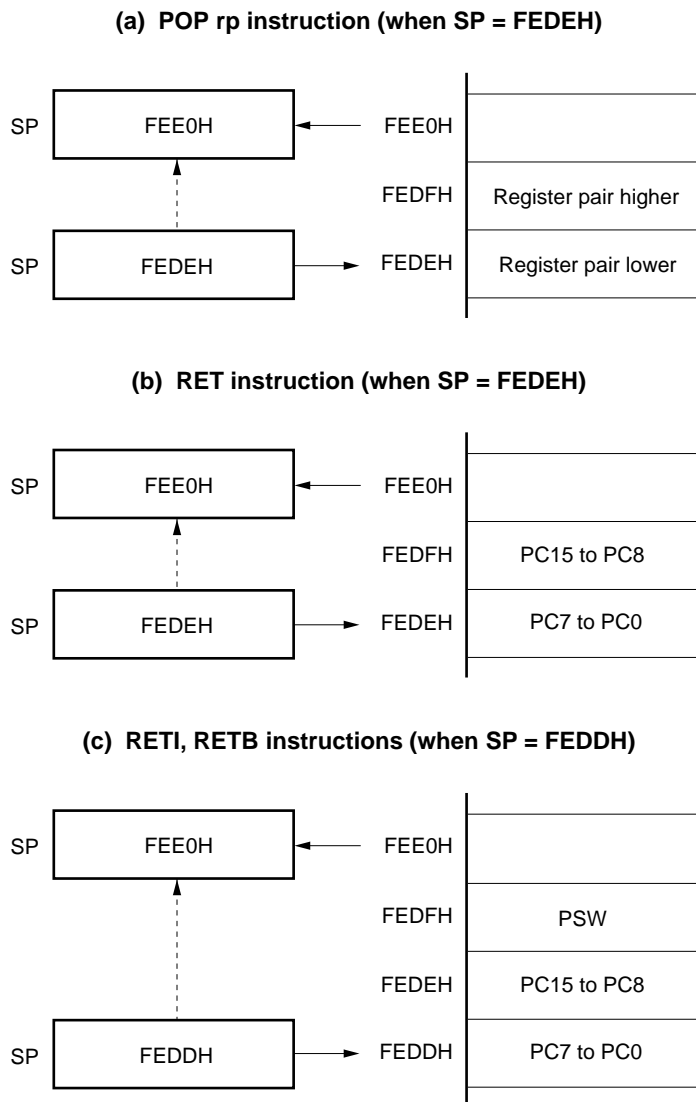 (a) POP rp instruction (when SP = FEDEH)
SP FEE0H FEE0H
FEDFH Register pair higher
SP FEDEH FEDEH Register pair lower
(b) RET instruction (when SP = FEDEH)
SP FEE0H FEE0H
FEDFH PC15 to PC8
SP FEDEH FEDEH PC7 to PC0
(c) RETI, RETB instructions (when SP = FEDDH)
SP FEE0H FEE0H
FEDFH PSW
FEDEH PC15 to PC8
SP FEDDH FEDDH PC7 to PC0